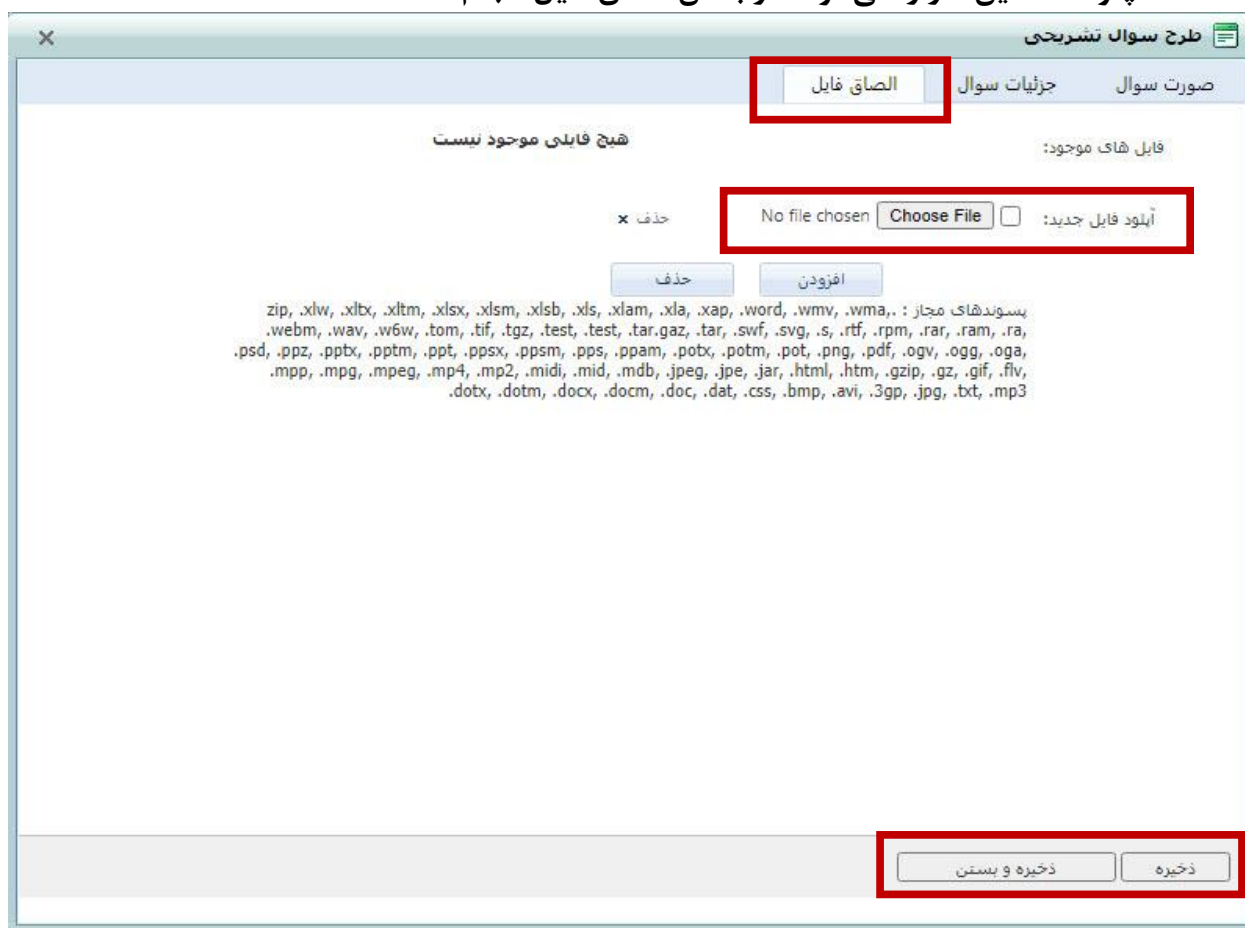 طرح سوال تشریحی
صورت سوال جزئیات سوال الصاق فایل
فایل های موجود: هیچ فایلی موجود نیست
آپلود فایل جدید: Choose File No file chosen حذف ×
افزودن حذف
پسوندهای مجاز : .zip, .xlw, .xltx, .xltm, .xlsx, .xlsm, .xlsb, .xls, .xlam, .xla, .xap, .word, .wmv, .wma,
.webm, .wav, .w6w, .tom, .tif, .tgz, .test, .test, .tar.gaz, .tar, .swf, .svg, .s, .rtf, .rpm, .rar, .ram, .ra,
.psd, .ppz, .pptx, .pptm, .ppt, .ppsx, .ppsm, .pps, .ppam, .potx, .potm, .pot, .png, .pdf, .ogv, .ogg, .oga,
.mpp, .mpg, .mpeg, .mp4, .mp2, .midi, .mid, .mdb, .jpeg, .jpe, .jar, .html, .htm, .gzip, .gz, .gif, .flv,
.dotx, .dotm, .docx, .docm, .doc, .dat, .css, .bmp, .avi, .3gp, .jpg, .txt, .mp3
ذخیره ذخیره و بستن